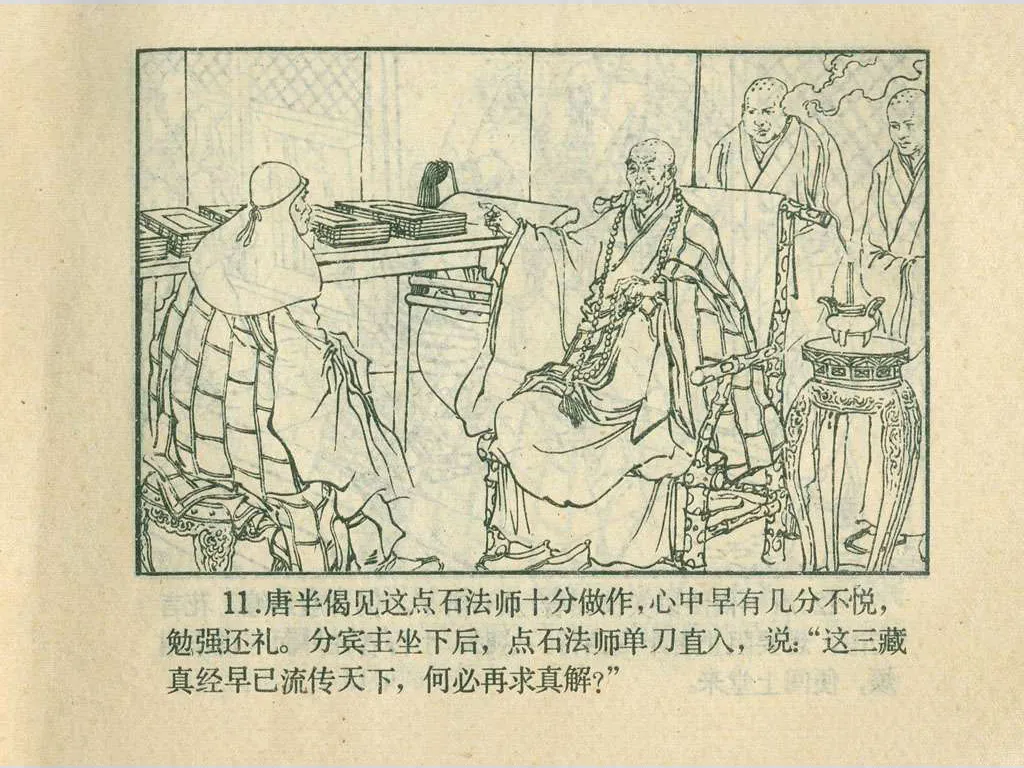 11.唐半偈见这点石法师十分做作，心中早有几分不悦，
勉强还礼。分宾主坐下后，点石法师单刀直入，说：“这三藏
真经早已流传天下，何必再求真解？”